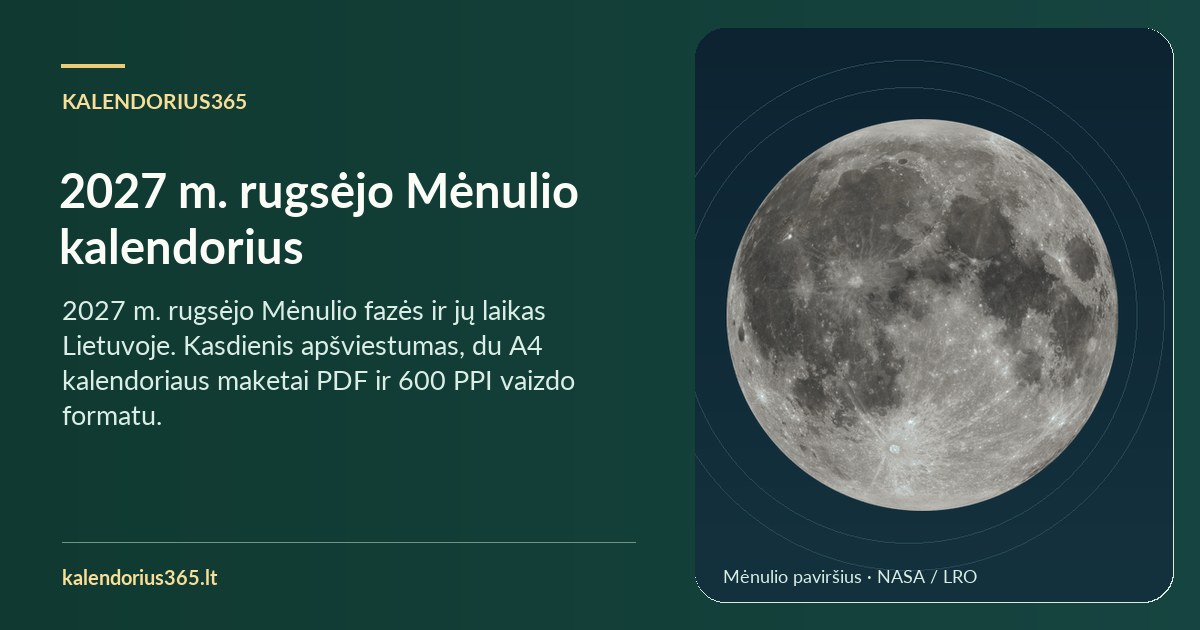 KALENDORIUS365
2027 m. rugsėjo Mėnulio
kalendorius
2027 m. rugsėjo Mėnulio fazės ir jų laikas
Lietuvoje. Kasdienis apšviestumas, du A4
kalendoriaus maketai PDF ir 600 PPI vaizdo
formatu.
kalendorius365.lt
Mėnulio paviršius · NASA / LRO